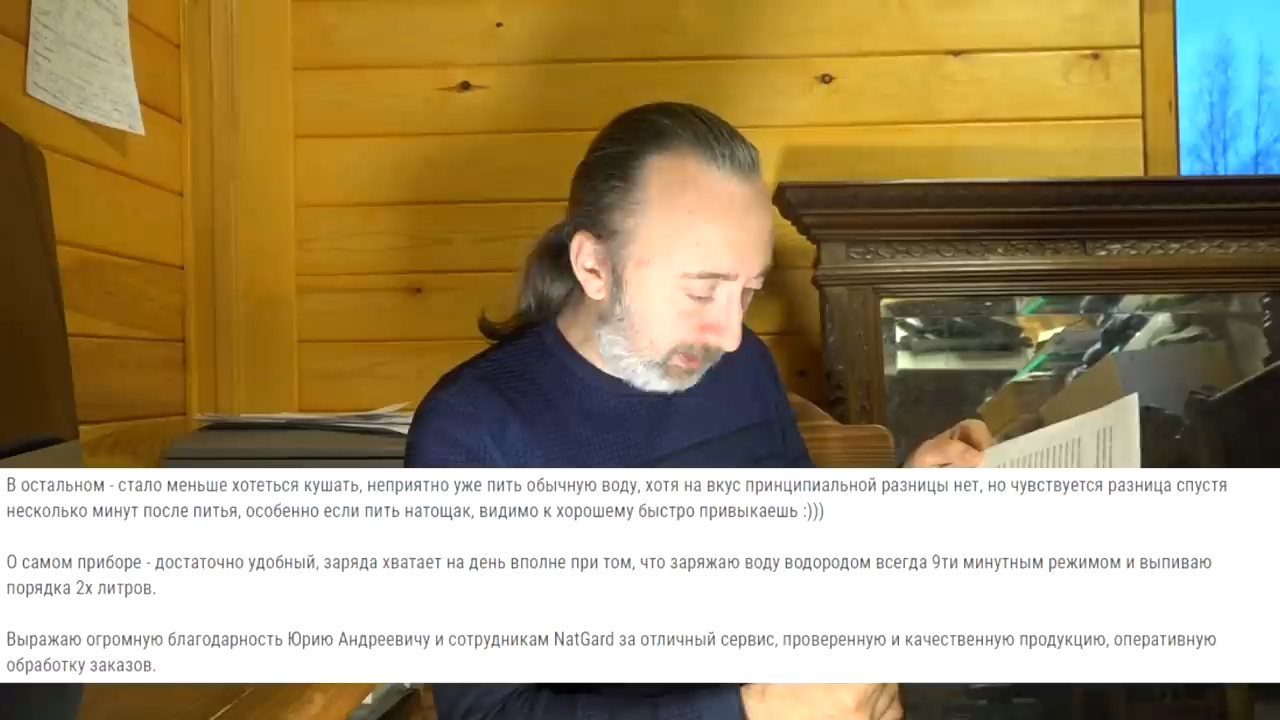 В остальном - стало меньше хотеться кушать, неприятно уже пить обычную воду, хотя на вкус принципиальной разницы нет, но чувствуется разница спустя
несколько минут после питья, особенно если пить натощак, видимо к хорошему быстро привыкаешь :)))
О самом приборе - достаточно удобный, заряда хватает на день вполне при том, что заряжаю воду водородом всегда 9ти минутным режимом и выпиваю
порядка 2х литров.
Выражаю огромную благодарность Юрию Андреевичу и сотрудникам NatGard за отличный сервис, проверенную и качественную продукцию, оперативную
обработку заказов.